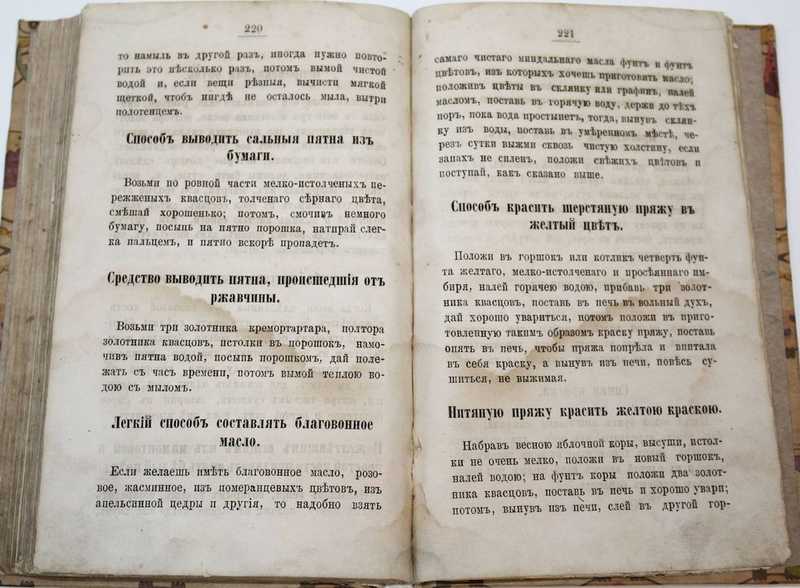 220
то намыль въ другой разъ, иногда нужно повто-
рить это нѣсколько разъ, потомъ вымой чистой
водой и, если вещи рѣзныя, вычисти мягкой
щеткой, чтобъ нигдѣ не осталось мыла, вытри
полотенцемъ.
Способъ выводить сальныя пятна изъ
бумаги.
Возьми по ровной части мелко-истолченыхъ пе-
режженыхъ квасцовъ, толченаго сѣрнаго цвѣта,
смѣшай хорошенько; потомъ, смочивъ немного
бумагу, посыпь на пятно порошка, натирай слег-
ка пальцемъ, и пятно вскорѣ пропадетъ.
Средство выводить пятна, происшедшія отъ
ржавчины.
Возьми три золотника кремортартара, полтора
золотника квасцовъ, истолки въ порошокъ, намо-
чивъ пятна водой, посыпь порошкомъ, дай поле-
жать съ часъ времени, потомъ вымой теплою во-
дою съ мыломъ.
Легкій способъ составлять благовонное
масло.
Если желаешь имѣть благовонное масло, розо-
вое, жасминное, изъ померанцевыхъ цвѣтовъ, изъ
апельсинной цедры и другія, то надобно взять
221
самаго чистаго миндальнаго масла фунтъ и фунтъ
цвѣтовъ, изъ которыхъ хочешь приготовить масло;
положивъ цвѣты въ склянку или графинъ, налей
масломъ, поставь въ горячую воду, держи до тѣхъ
поръ, пока вода простынетъ, тогда, вынувъ склян-
ку изъ воды, поставь въ умѣренномъ мѣстѣ, че-
резъ сутки выжми сквозь чистую холстину, если
запахъ не силенъ, положи свѣжихъ цвѣтовъ и
поступай, какъ сказано выше.
Способъ красить шерстяную пряжу въ
желтый цвѣтъ.
Положи въ горшокъ или котликъ четверть фун-
та желтаго, мелко-истолченаго и просѣяннаго им-
биря, налей горячею водою, прибавь три золот-
ника квасцовъ, поставь въ печь въ вольный духъ,
дай хорошо увариться, потомъ положи въ приго-
товленную такимъ образомъ краску пряжу, поставь
опять въ печь, чтобы пряжа попрѣла и впитала
въ себя краску, а вынувъ изъ печи, повѣсь су-
шиться, не выжимая.
Нитяную пряжу красить желтою краскою.
Набравъ весною яблочной коры, высуши, истол-
ки не очень мелко, положи въ новый горшокъ,
налей водою; на фунтъ коры положи два золот-
ника квасцовъ, поставь въ печь и хорошо увари;
потомъ, вынувъ изъ печи, слей въ другой гор-